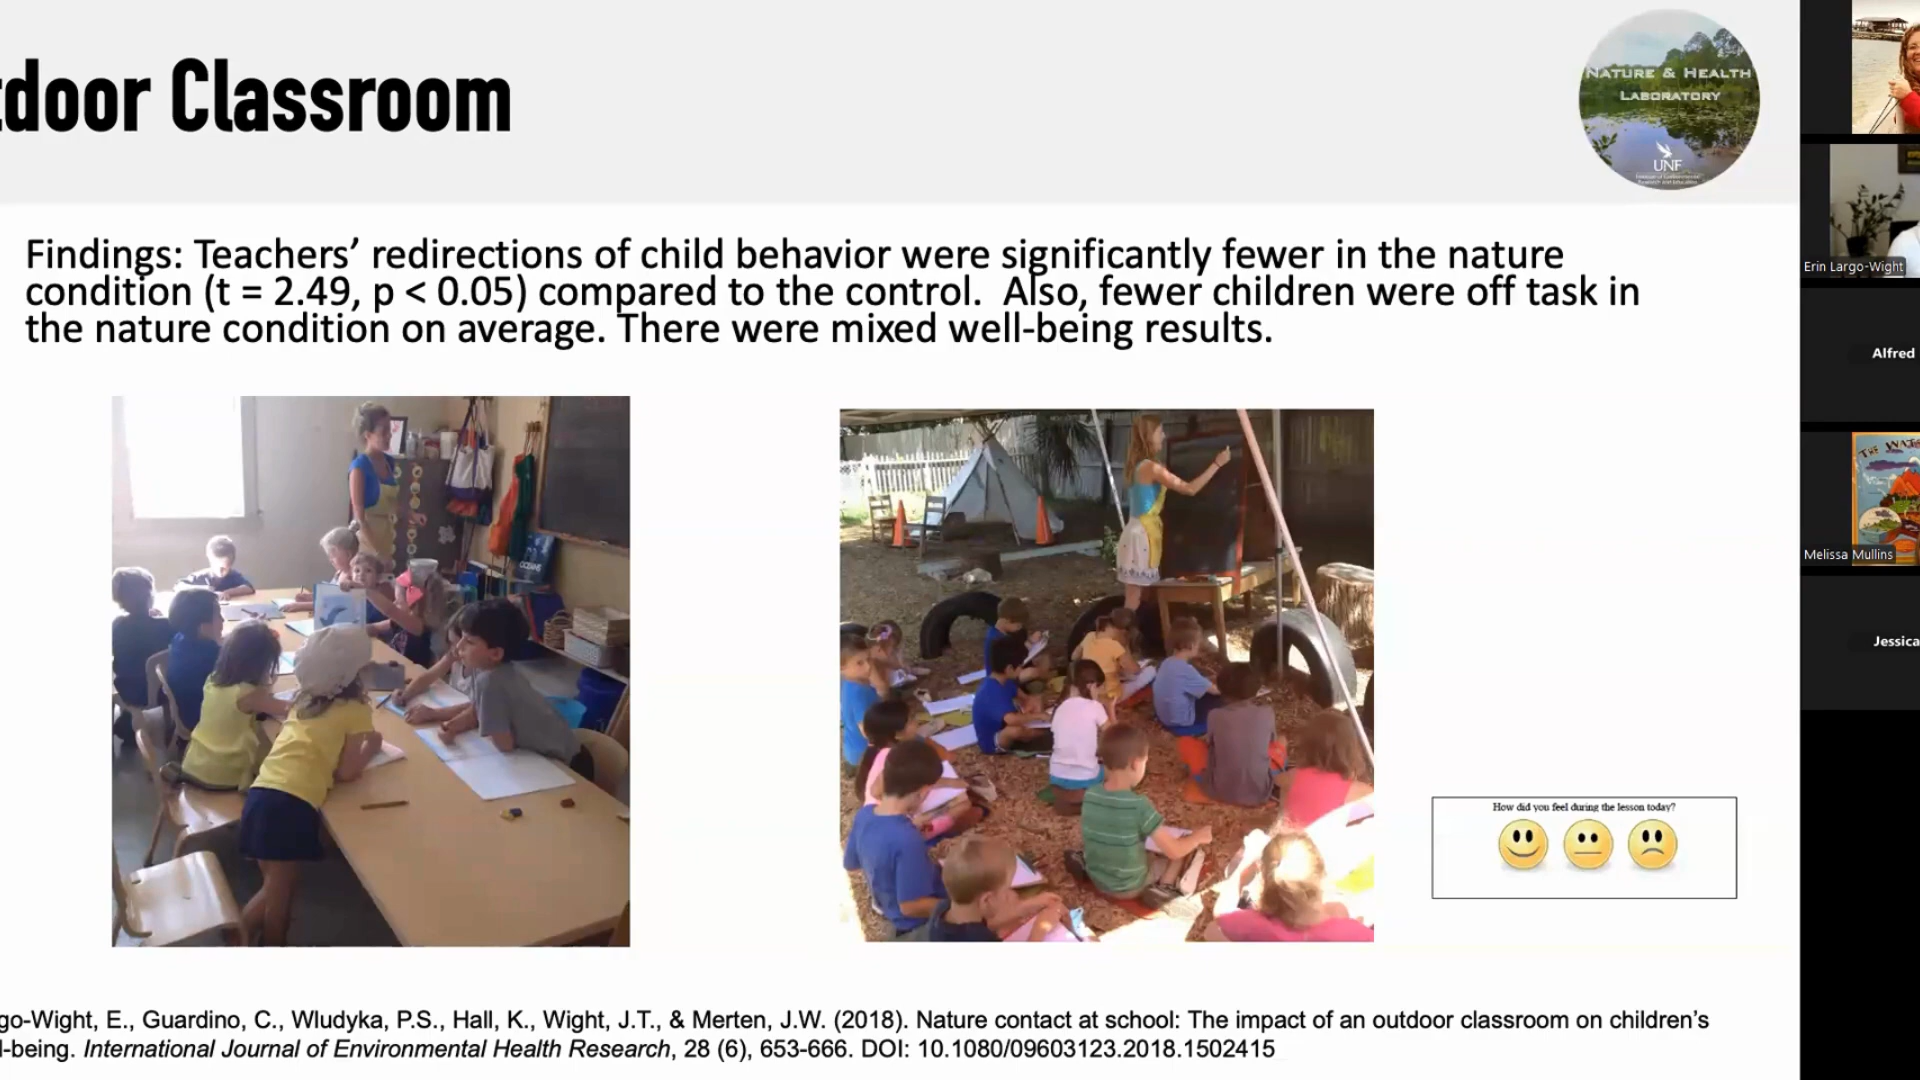 tdoor Classroom
NATURE & HEALTH
LABORATORY
UNF
Findings: Teachers’ redirections of child behavior were significantly fewer in the nature
condition (t = 2.49, p < 0.05) compared to the control.  Also, fewer children were off task in
the nature condition on average. There were mixed well-being results.
OCEANS
How did you feel during the lesson today?
go-Wight, E., Guardino, C., Wludyka, P.S., Hall, K., Wight, J.T., & Merten, J.W. (2018). Nature contact at school: The impact of an outdoor classroom on children’s
l-being. International Journal of Environmental Health Research, 28 (6), 653-666. DOI: 10.1080/09603123.2018.1502415
Erin Largo-Wight
Alfred
THE WAT
Melissa Mullins
Jessica